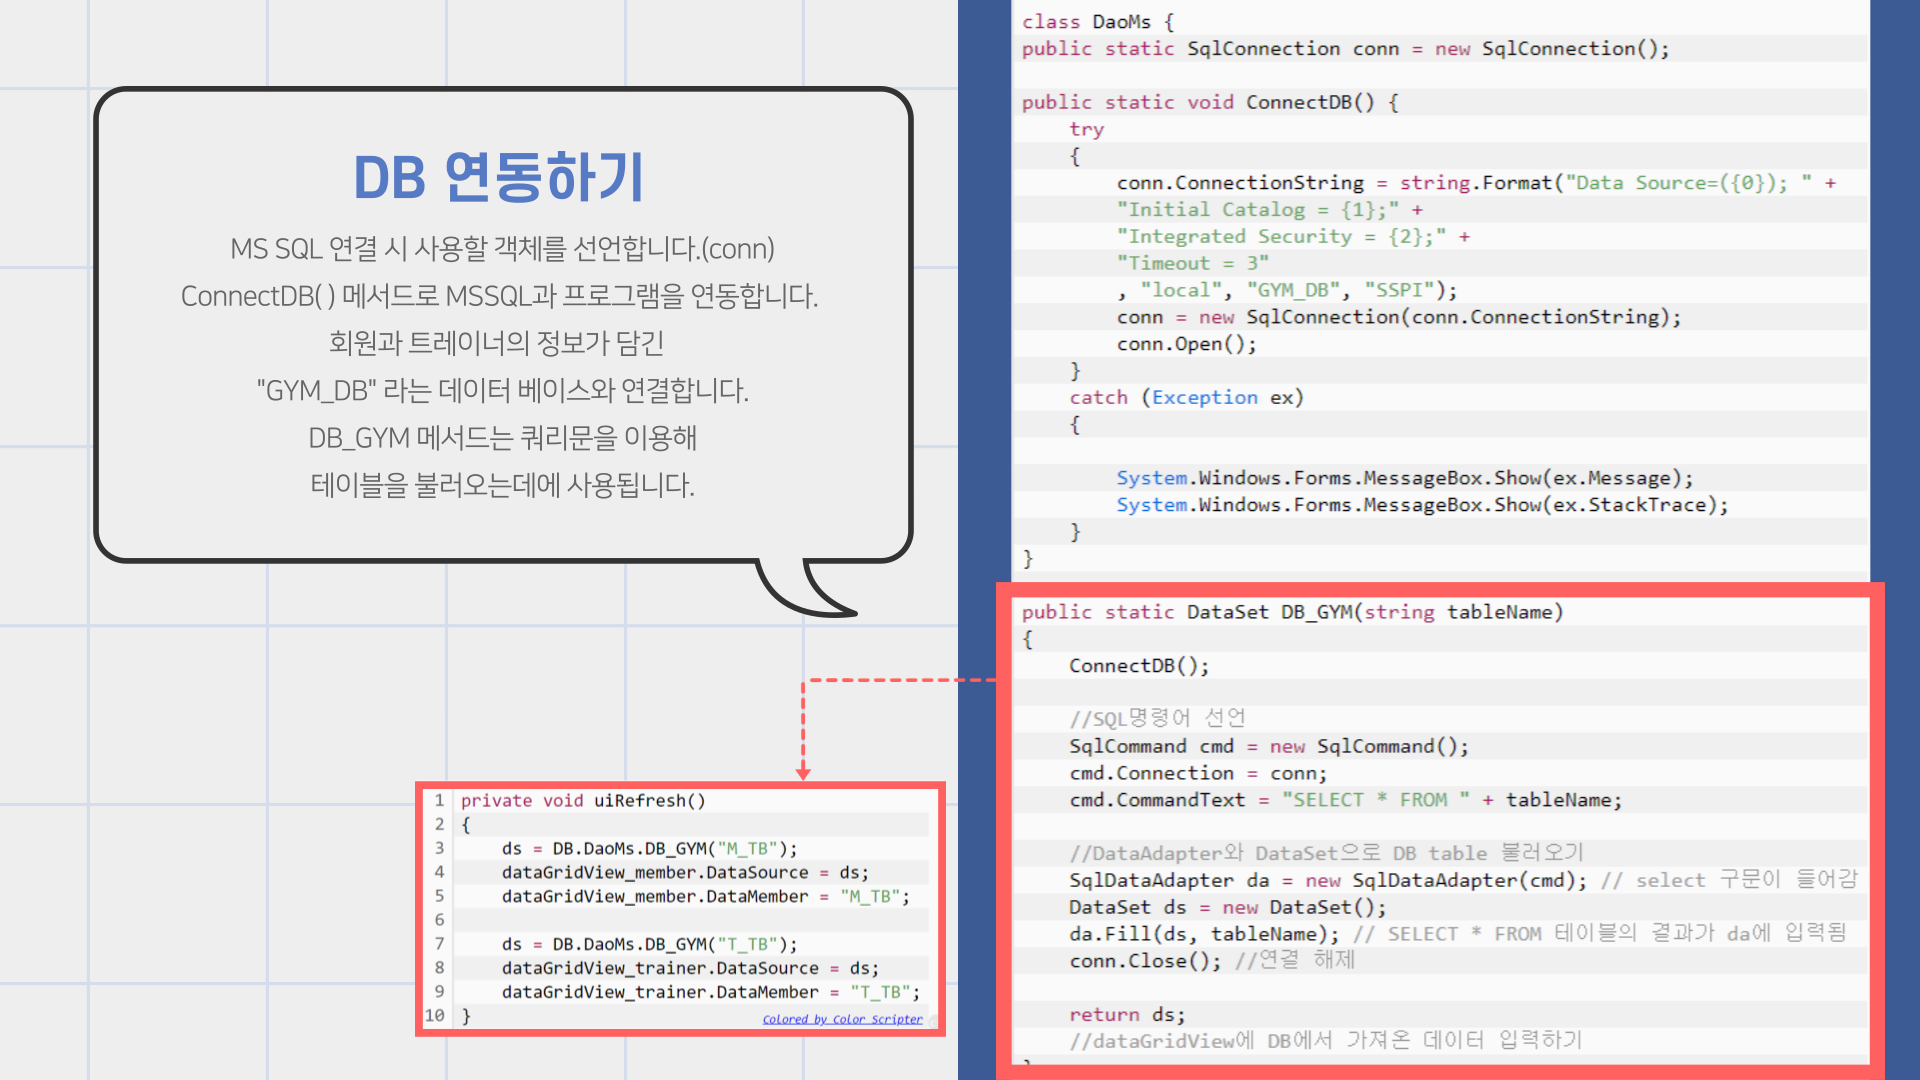 DB 연동하기
MS SQL 연결 시 사용할 객체를 선언합니다.(conn)
ConnectDB( ) 메서드로 MSSQL과 프로그램을 연동합니다.
회원과 트레이너의 정보가 담긴
"GYM_DB" 라는 데이터 베이스와 연결합니다.
DB_GYM 메서드는 쿼리문을 이용해
테이블을 불러오는데에 사용됩니다.
class DaoMs {
public static SqlConnection conn = new SqlConnection();
public static void ConnectDB() {
try
{
conn.ConnectionString = string.Format("Data Source=({0}); " +
"Initial Catalog = {1};" +
"Integrated Security = {2};" +
"Timeout = 3"
, "local", "GYM_DB", "SSPI");
conn = new SqlConnection(conn.ConnectionString);
conn.Open();
}
catch (Exception ex)
{
System.Windows.Forms.MessageBox.Show(ex.Message);
System.Windows.Forms.MessageBox.Show(ex.StackTrace);
}
}
public static DataSet DB_GYM(string tableName)
{
ConnectDB();
//SQL명령어 선언
SqlCommand cmd = new SqlCommand();
cmd.Connection = conn;
cmd.CommandText = "SELECT * FROM " + tableName;
//DataAdapter와 DataSet으로 DB table 불러오기
SqlDataAdapter da = new SqlDataAdapter(cmd); // select 구문이 들어감
DataSet ds = new DataSet();
da.Fill(ds, tableName); // SELECT * FROM 테이블의 결과가 da에 입력됨
conn.Close(); //연결 해제
return ds;
//dataGridView에 DB에서 가져온 데이터 입력하기
1 private void uiRefresh()
2 {
3 ds = DB.DaoMs.DB_GYM("M_TB");
4 dataGridView_member.DataSource = ds;
5 dataGridView_member.DataMember = "M_TB";
6
7 ds = DB.DaoMs.DB_GYM("T_TB");
8 dataGridView_trainer.DataSource = ds;
9 dataGridView_trainer.DataMember = "T_TB";
10 }
Colored by Color Scripter